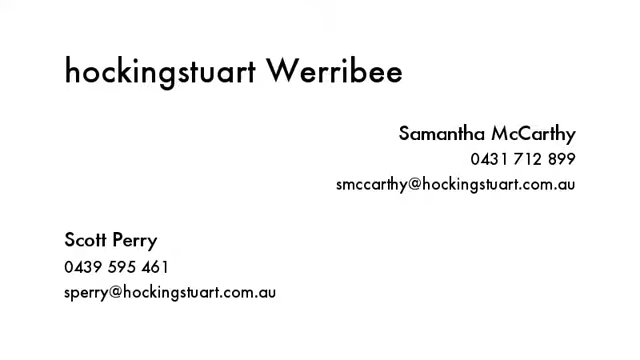 hockingstuart Werribee
Samantha McCarthy
0431 712 899
smccarthy@hockingstuart.com.au
Scott Perry
0439 595 461
sperry@hockingstuart.com.au